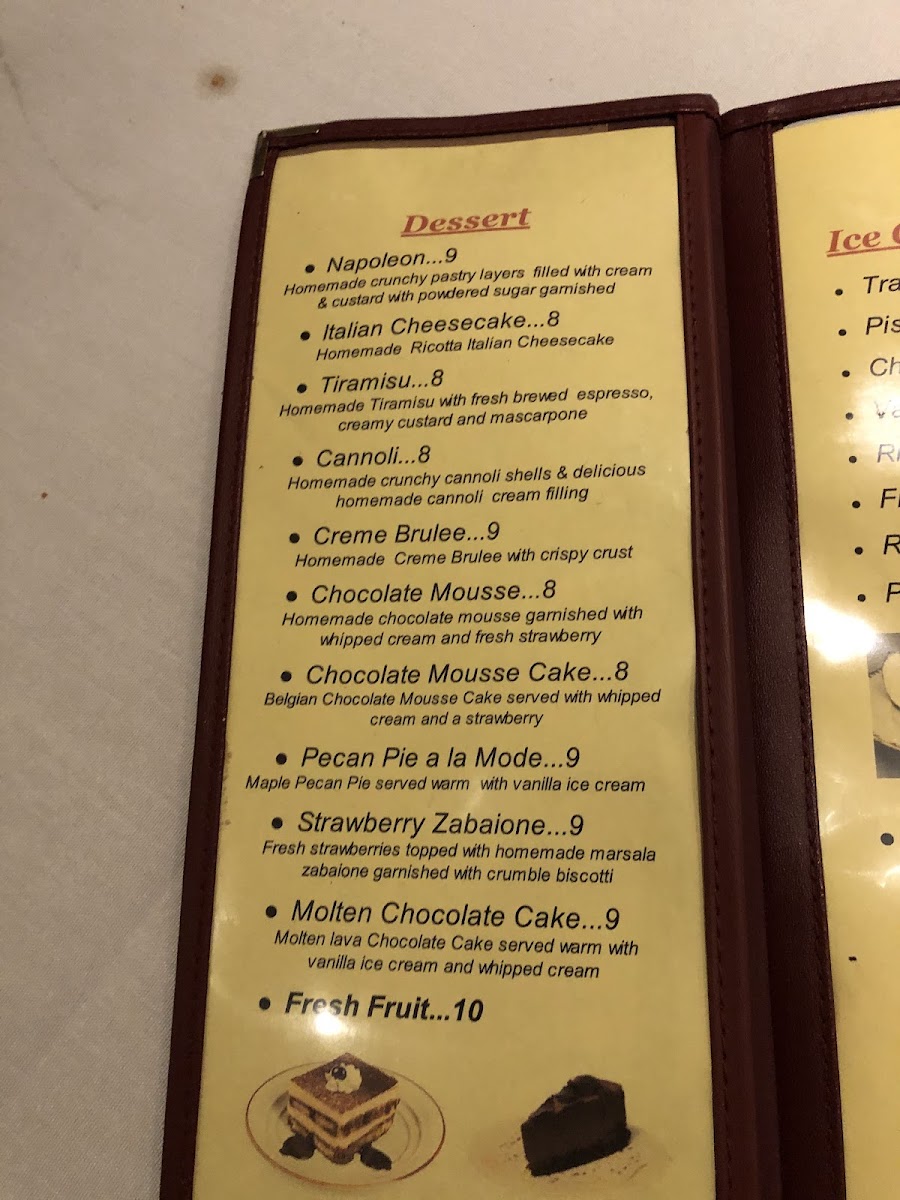 Dessert
• Napoleon...9
Homemade crunchy pastry layers filled with cream
& custard with powdered sugar garnished
• Italian Cheesecake...8
Homemade Ricotta Italian Cheesecake
• Tiramisu...8
Homemade Tiramisu with fresh brewed espresso,
creamy custard and mascarpone
• Cannoli...8
Homemade crunchy cannoli shells & delicious
homemade cannoli cream filling
• Creme Brulee...9
Homemade Creme Brulee with crispy crust
• Chocolate Mousse...8
Homemade chocolate mousse garnished with
whipped cream and fresh strawberry
• Chocolate Mousse Cake...8
Belgian Chocolate Mousse Cake served with whipped
cream and a strawberry
• Pecan Pie a la Mode...9
Maple Pecan Pie served warm with vanilla ice cream
• Strawberry Zabaione...9
Fresh strawberries topped with homemade marsala
zabaione garnished with crumble biscotti
• Molten Chocolate Cake...9
Molten lava Chocolate Cake served warm with
vanilla ice cream and whipped cream
• Fresh Fruit...10
Ice